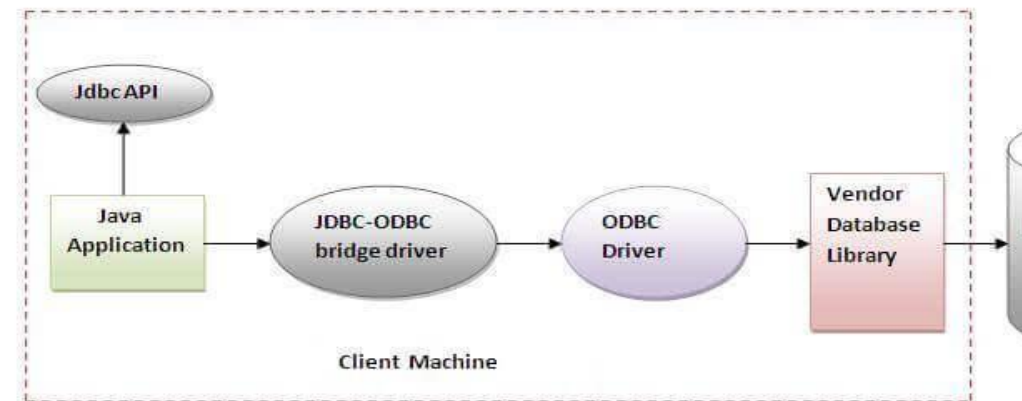 Jdbc API
Java
Application
JDBC-ODBC
bridge driver
ODBC
Driver
Vendor
Database
Library
Client Machine